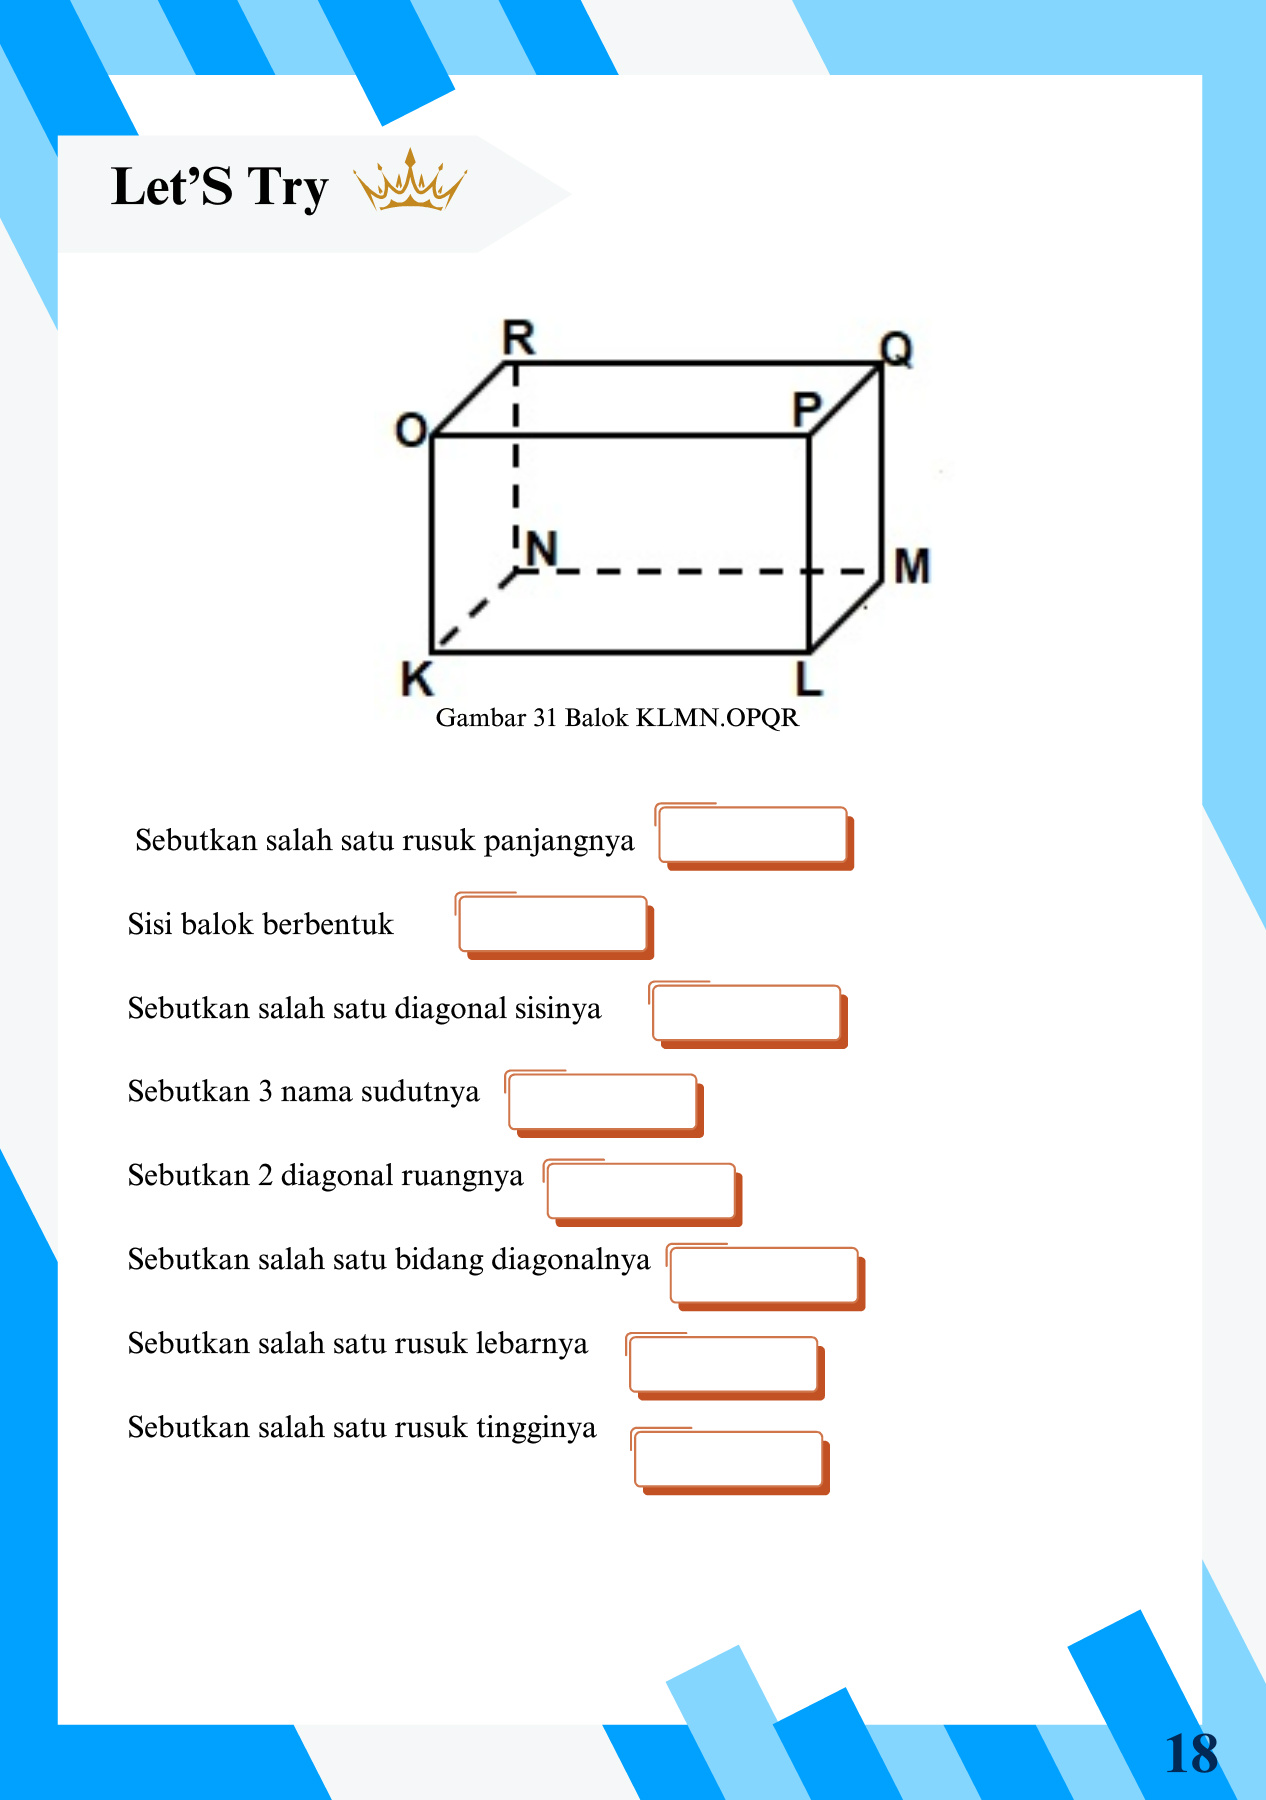 Let’S Try
R
Q
P
O
N
M
K
L
Gambar 31 Balok KLMN.OPQR
Sebutkan salah satu rusuk panjangnya
Sisi balok berbentuk
Sebutkan salah satu diagonal sisinya
Sebutkan 3 nama sudutnya
Sebutkan 2 diagonal ruangnya
Sebutkan salah satu bidang diagonalnya
Sebutkan salah satu rusuk lebarnya
Sebutkan salah satu rusuk tingginya
18